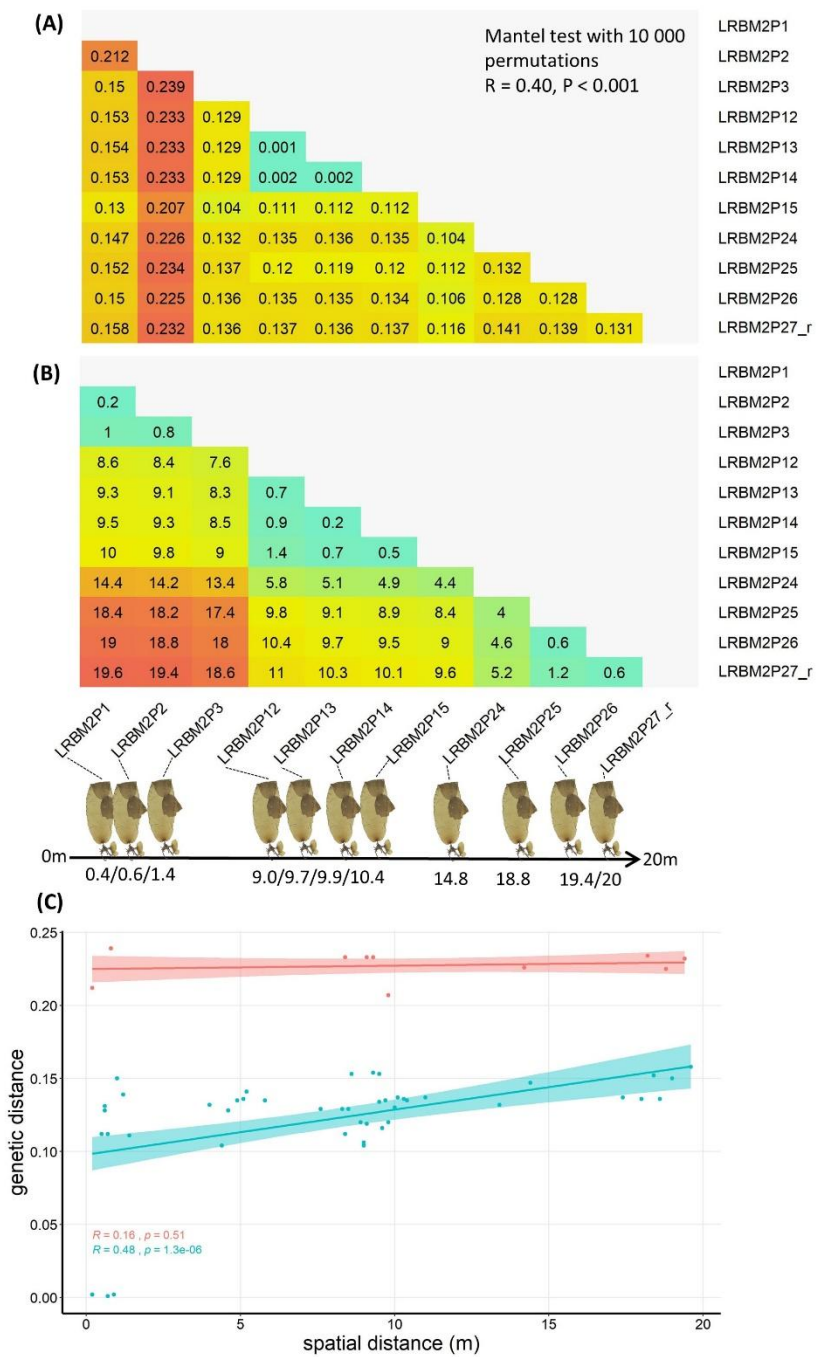 (A)
LRBM2P1
Mantel test with 10 000
permutations
R = 0.40, P < 0.001
0.212 LRBM2P2
0.15 0.239 LRBM2P3
0.153 0.233 0.129 LRBM2P12
0.154 0.233 0.129 0.001 LRBM2P13
0.153 0.233 0.129 0.002 0.002 LRBM2P14
0.13 0.207 0.104 0.111 0.112 0.112 LRBM2P15
0.147 0.226 0.132 0.135 0.136 0.135 0.104 LRBM2P24
0.152 0.234 0.137 0.12 0.119 0.12 0.112 0.132 LRBM2P25
0.15 0.225 0.136 0.135 0.135 0.134 0.106 0.128 0.128 LRBM2P26
0.158 0.232 0.136 0.137 0.136 0.137 0.116 0.141 0.139 0.131 LRBM2P27_r
(B)
LRBM2P1
0.2 LRBM2P2
1 0.8 LRBM2P3
8.6 8.4 7.6 LRBM2P12
9.3 9.1 8.3 0.7 LRBM2P13
9.5 9.3 8.5 0.9 0.2 LRBM2P14
10 9.8 9 1.4 0.7 0.5 LRBM2P15
14.4 14.2 13.4 5.8 5.1 4.9 4.4 LRBM2P24
18.4 18.2 17.4 9.8 9.1 8.9 8.4 4 LRBM2P25
19 18.8 18 10.4 9.7 9.5 9 4.6 0.6 LRBM2P26
19.6 19.4 18.6 11 10.3 10.1 9.6 5.2 1.2 0.6 LRBM2P27_r
LRBM2P1 LRBM2P2 LRBM2P3 LRBM2P12 LRBM2P13 LRBM2P14 LRBM2P15 LRBM2P24 LRBM2P25 LRBM2P26 LRBM2P27_r
0m 20m
0.4/0.6/1.4 9.0/9.7/9.9/10.4 14.8 18.8 19.4/20
(C)
0.25
0.20
0.15
0.10
0.05
0.00
genetic distance
R = 0.16 , p = 0.51
R = 0.48 , p = 1.3e-06
0 5 10 15 20
spatial distance (m)